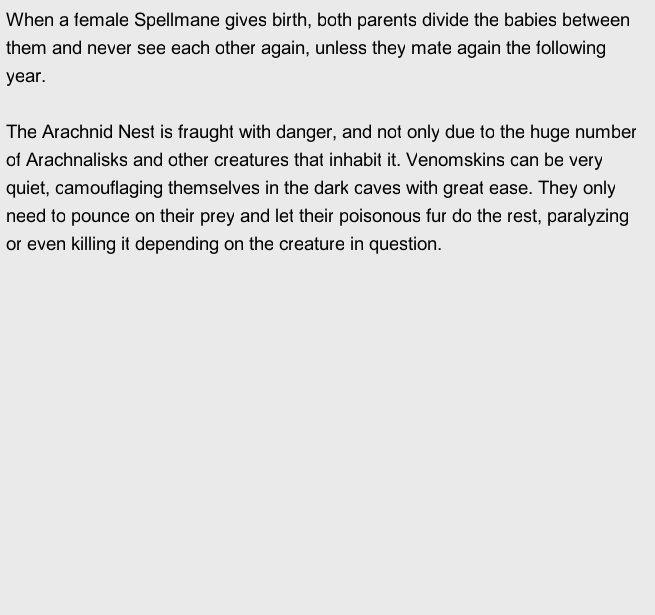 When a female Spellmane gives birth, both parents divide the babies between
them and never see each other again, unless they mate again the following
year.
The Arachnid Nest is fraught with danger, and not only due to the huge number
of Arachnalisks and other creatures that inhabit it. Venomskins can be very
quiet, camouflaging themselves in the dark caves with great ease. They only
need to pounce on their prey and let their poisonous fur do the rest, paralyzing
or even killing it depending on the creature in question.